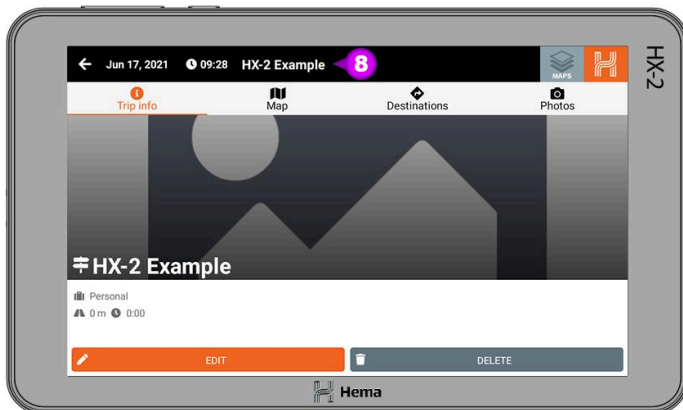 Jun 17, 2021 09:28 HX-2 Example 8 MAPS
HX-2
Trip info Map Destinations Photos
HX-2 Example
Personal
0 m 0:00
EDIT DELETE
Hema